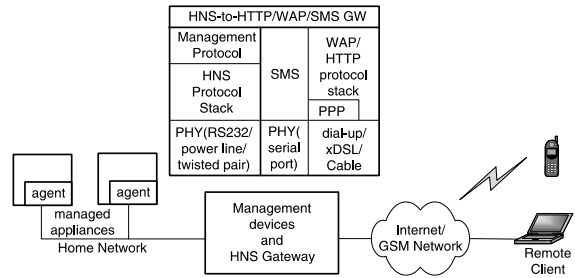 HNS-to-HTTP/WAP/SMS GW
Management
Protocol
HNS
Protocol
Stack
SMS
WAP/
HTTP
protocol
stack
PPP
PHY(RS232/
power line/
twisted pair)
PHY(
serial
port)
dial-up/
xDSL/
Cable
agent
agent
managed
appliances
Home Network
Management
devices
and
HNS Gateway
Internet/
GSM Network
Remote
Client